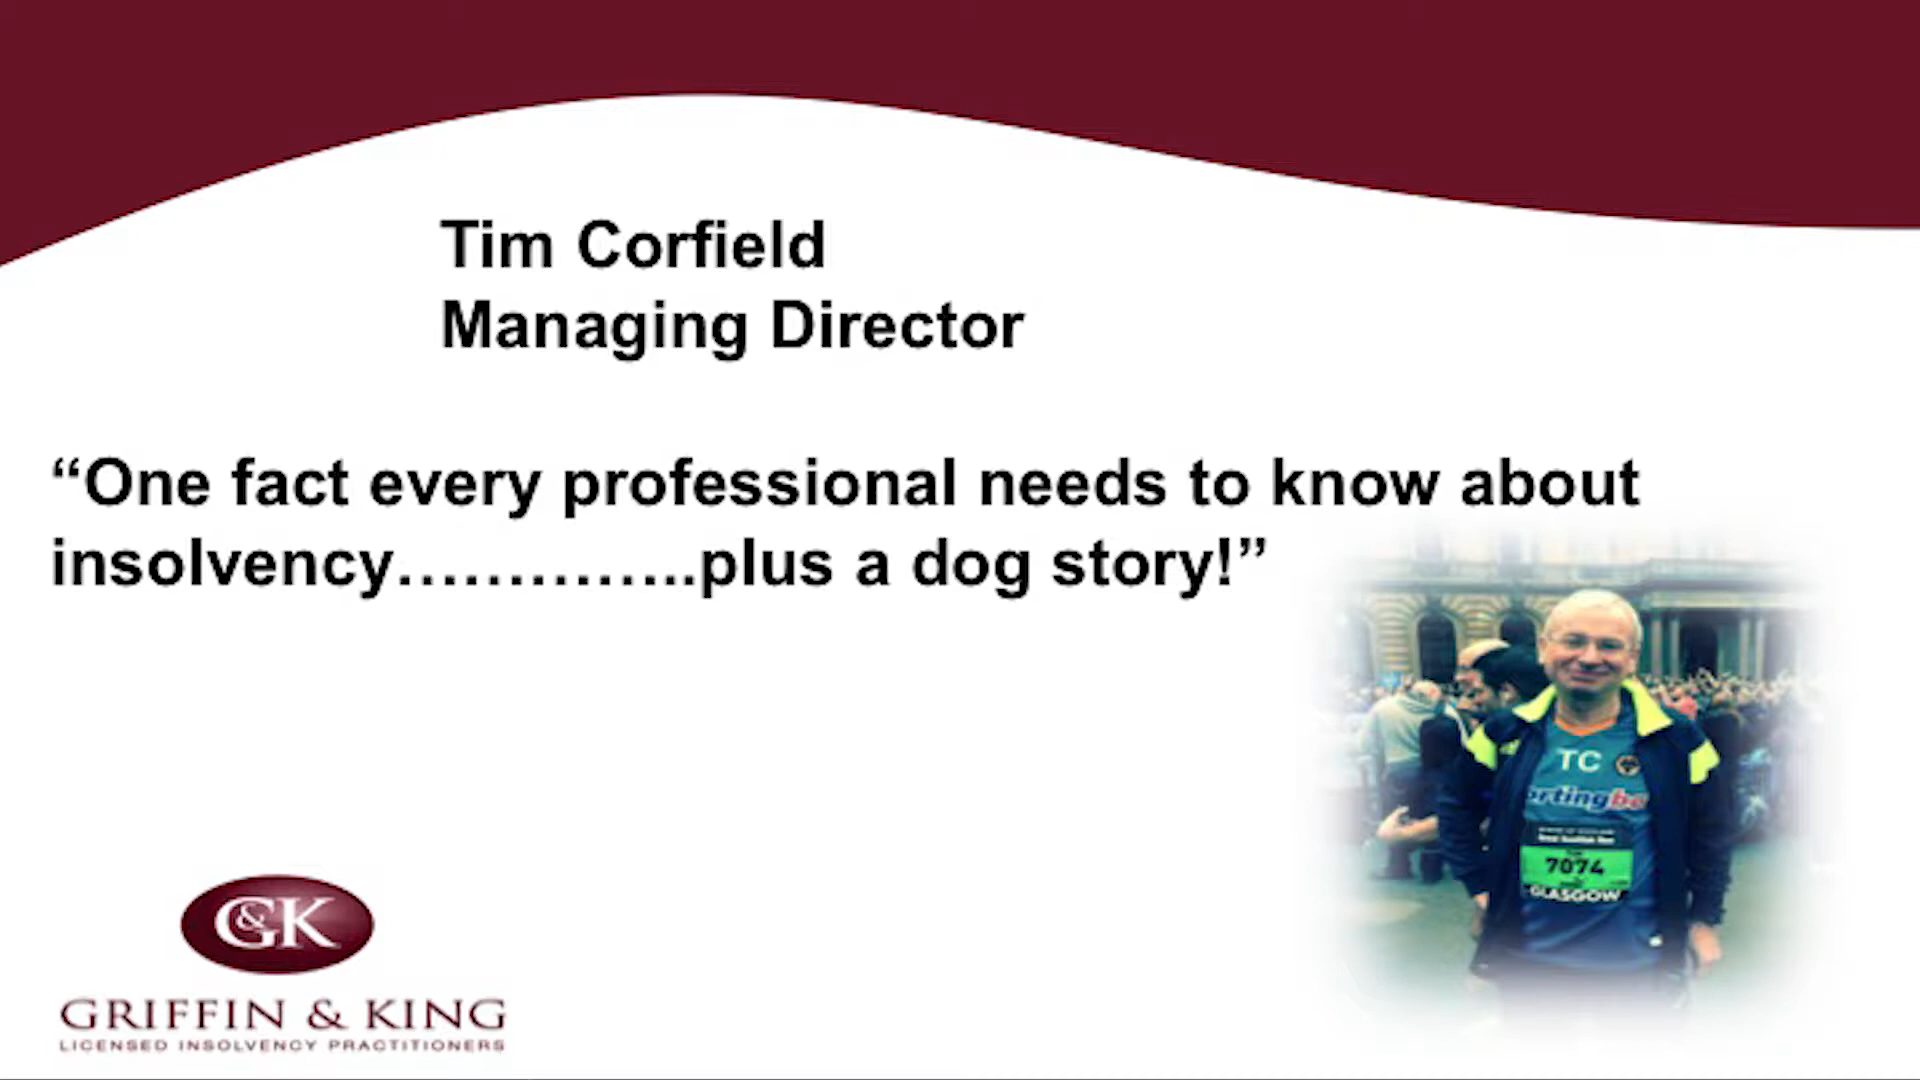 Tim Corfield
Managing Director
“One fact every professional needs to know about
insolvency…………..plus a dog story!”
TC
7074
GLASGOW
G&K
GRIFFIN & KING
LICENSED INSOLVENCY PRACTITIONERS